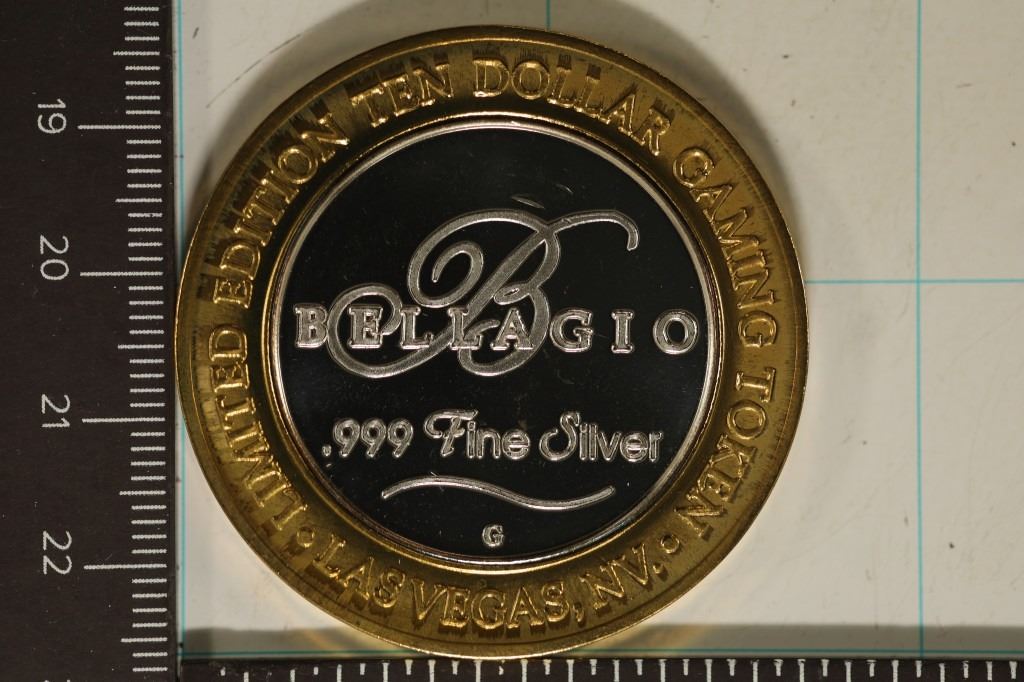 LIMITED EDITION TEN DOLLAR GAMING TOKEN
B
BELLAGIO
.999 Fine Silver
G
• LAS VEGAS, NV. •
19
20
21
22